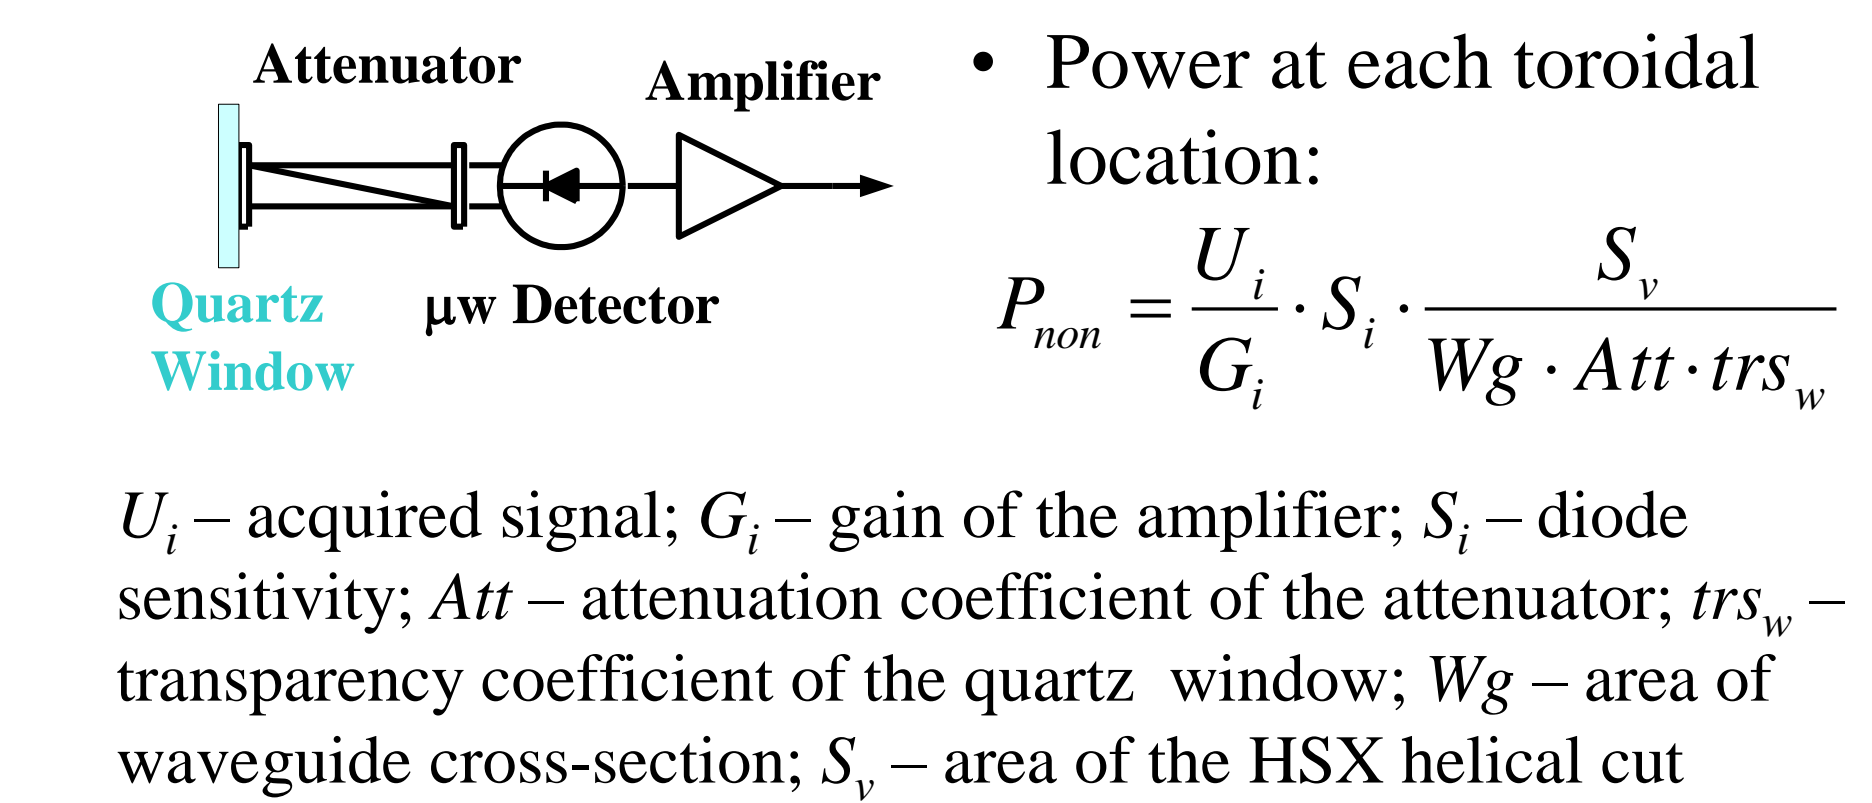 Attenuator
Amplifier
Quartz
Window
μw Detector
• Power at each toroidal
location:
P_non = U_i / G_i · S_i · S_v / (Wg · Att · trs_w)
U_i – acquired signal; G_i – gain of the amplifier; S_i – diode
sensitivity; Att – attenuation coefficient of the attenuator; trs_w –
transparency coefficient of the quartz window; Wg – area of
waveguide cross-section; S_v – area of the HSX helical cut